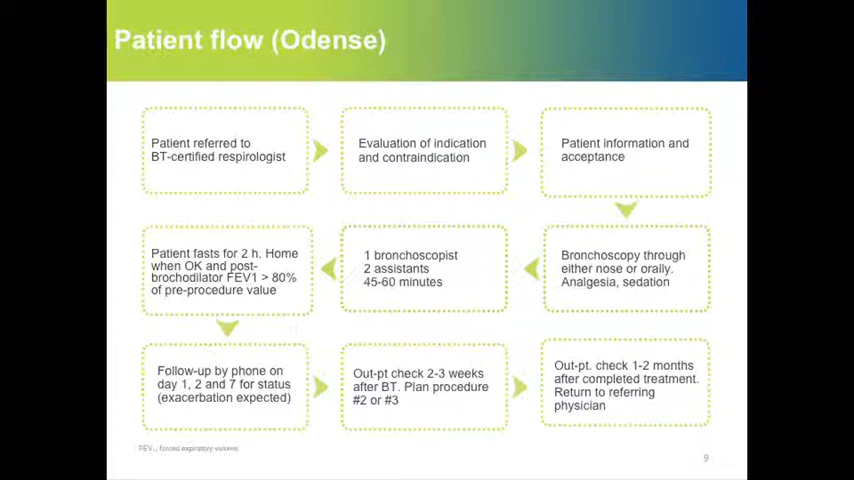 Patient flow (Odense)
Patient referred to
BT-certified respirologist
Evaluation of indication
and contraindication
Patient information and
acceptance
Bronchoscopy through
either nose or orally.
Analgesia, sedation
1 bronchoscopist
2 assistants
45-60 minutes
Patient fasts for 2 h. Home
when OK and post-
brochodilator FEV1 > 80%
of pre-procedure value
Follow-up by phone on
day 1, 2 and 7 for status
(exacerbation expected)
Out-pt check 2-3 weeks
after BT. Plan procedure
#2 or #3
Out-pt. check 1-2 months
after completed treatment.
Return to referring
physician
FEV₁, forced expiratory volume
9